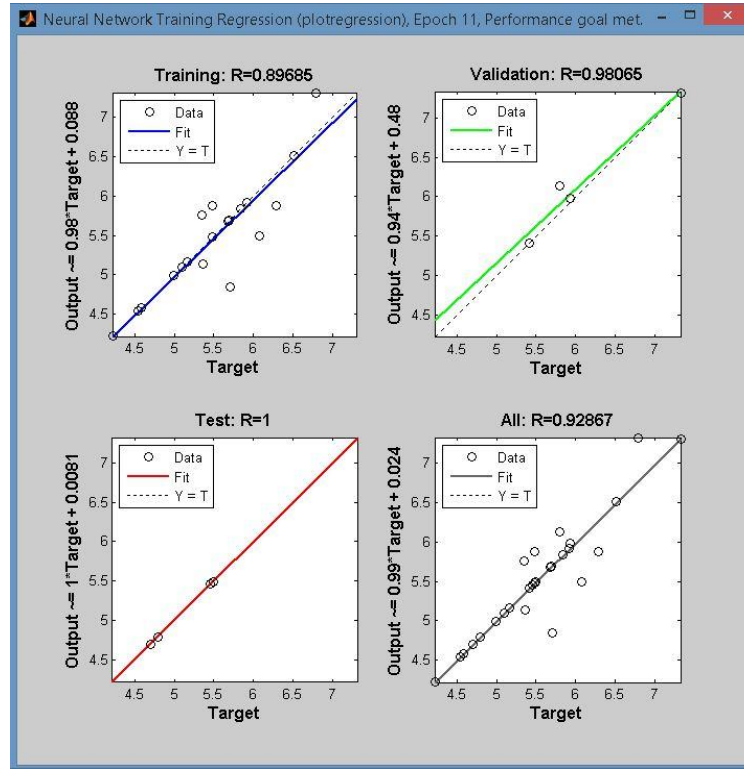 Neural Network Training Regression (plotregression), Epoch 11, Performance goal met.
Training: R=0.89685
Output ~= 0.98*Target + 0.088
Data
Fit
Y = T
7
6.5
6
5.5
5
4.5
4.5 5 5.5 6 6.5 7
Target
Validation: R=0.98065
Output ~= 0.94*Target + 0.48
Data
Fit
Y = T
7
6.5
6
5.5
5
4.5
4.5 5 5.5 6 6.5 7
Target
Test: R=1
Output ~= 1*Target + 0.0081
Data
Fit
Y = T
7
6.5
6
5.5
5
4.5
4.5 5 5.5 6 6.5 7
Target
All: R=0.92867
Output ~= 0.99*Target + 0.024
Data
Fit
Y = T
7
6.5
6
5.5
5
4.5
4.5 5 5.5 6 6.5 7
Target